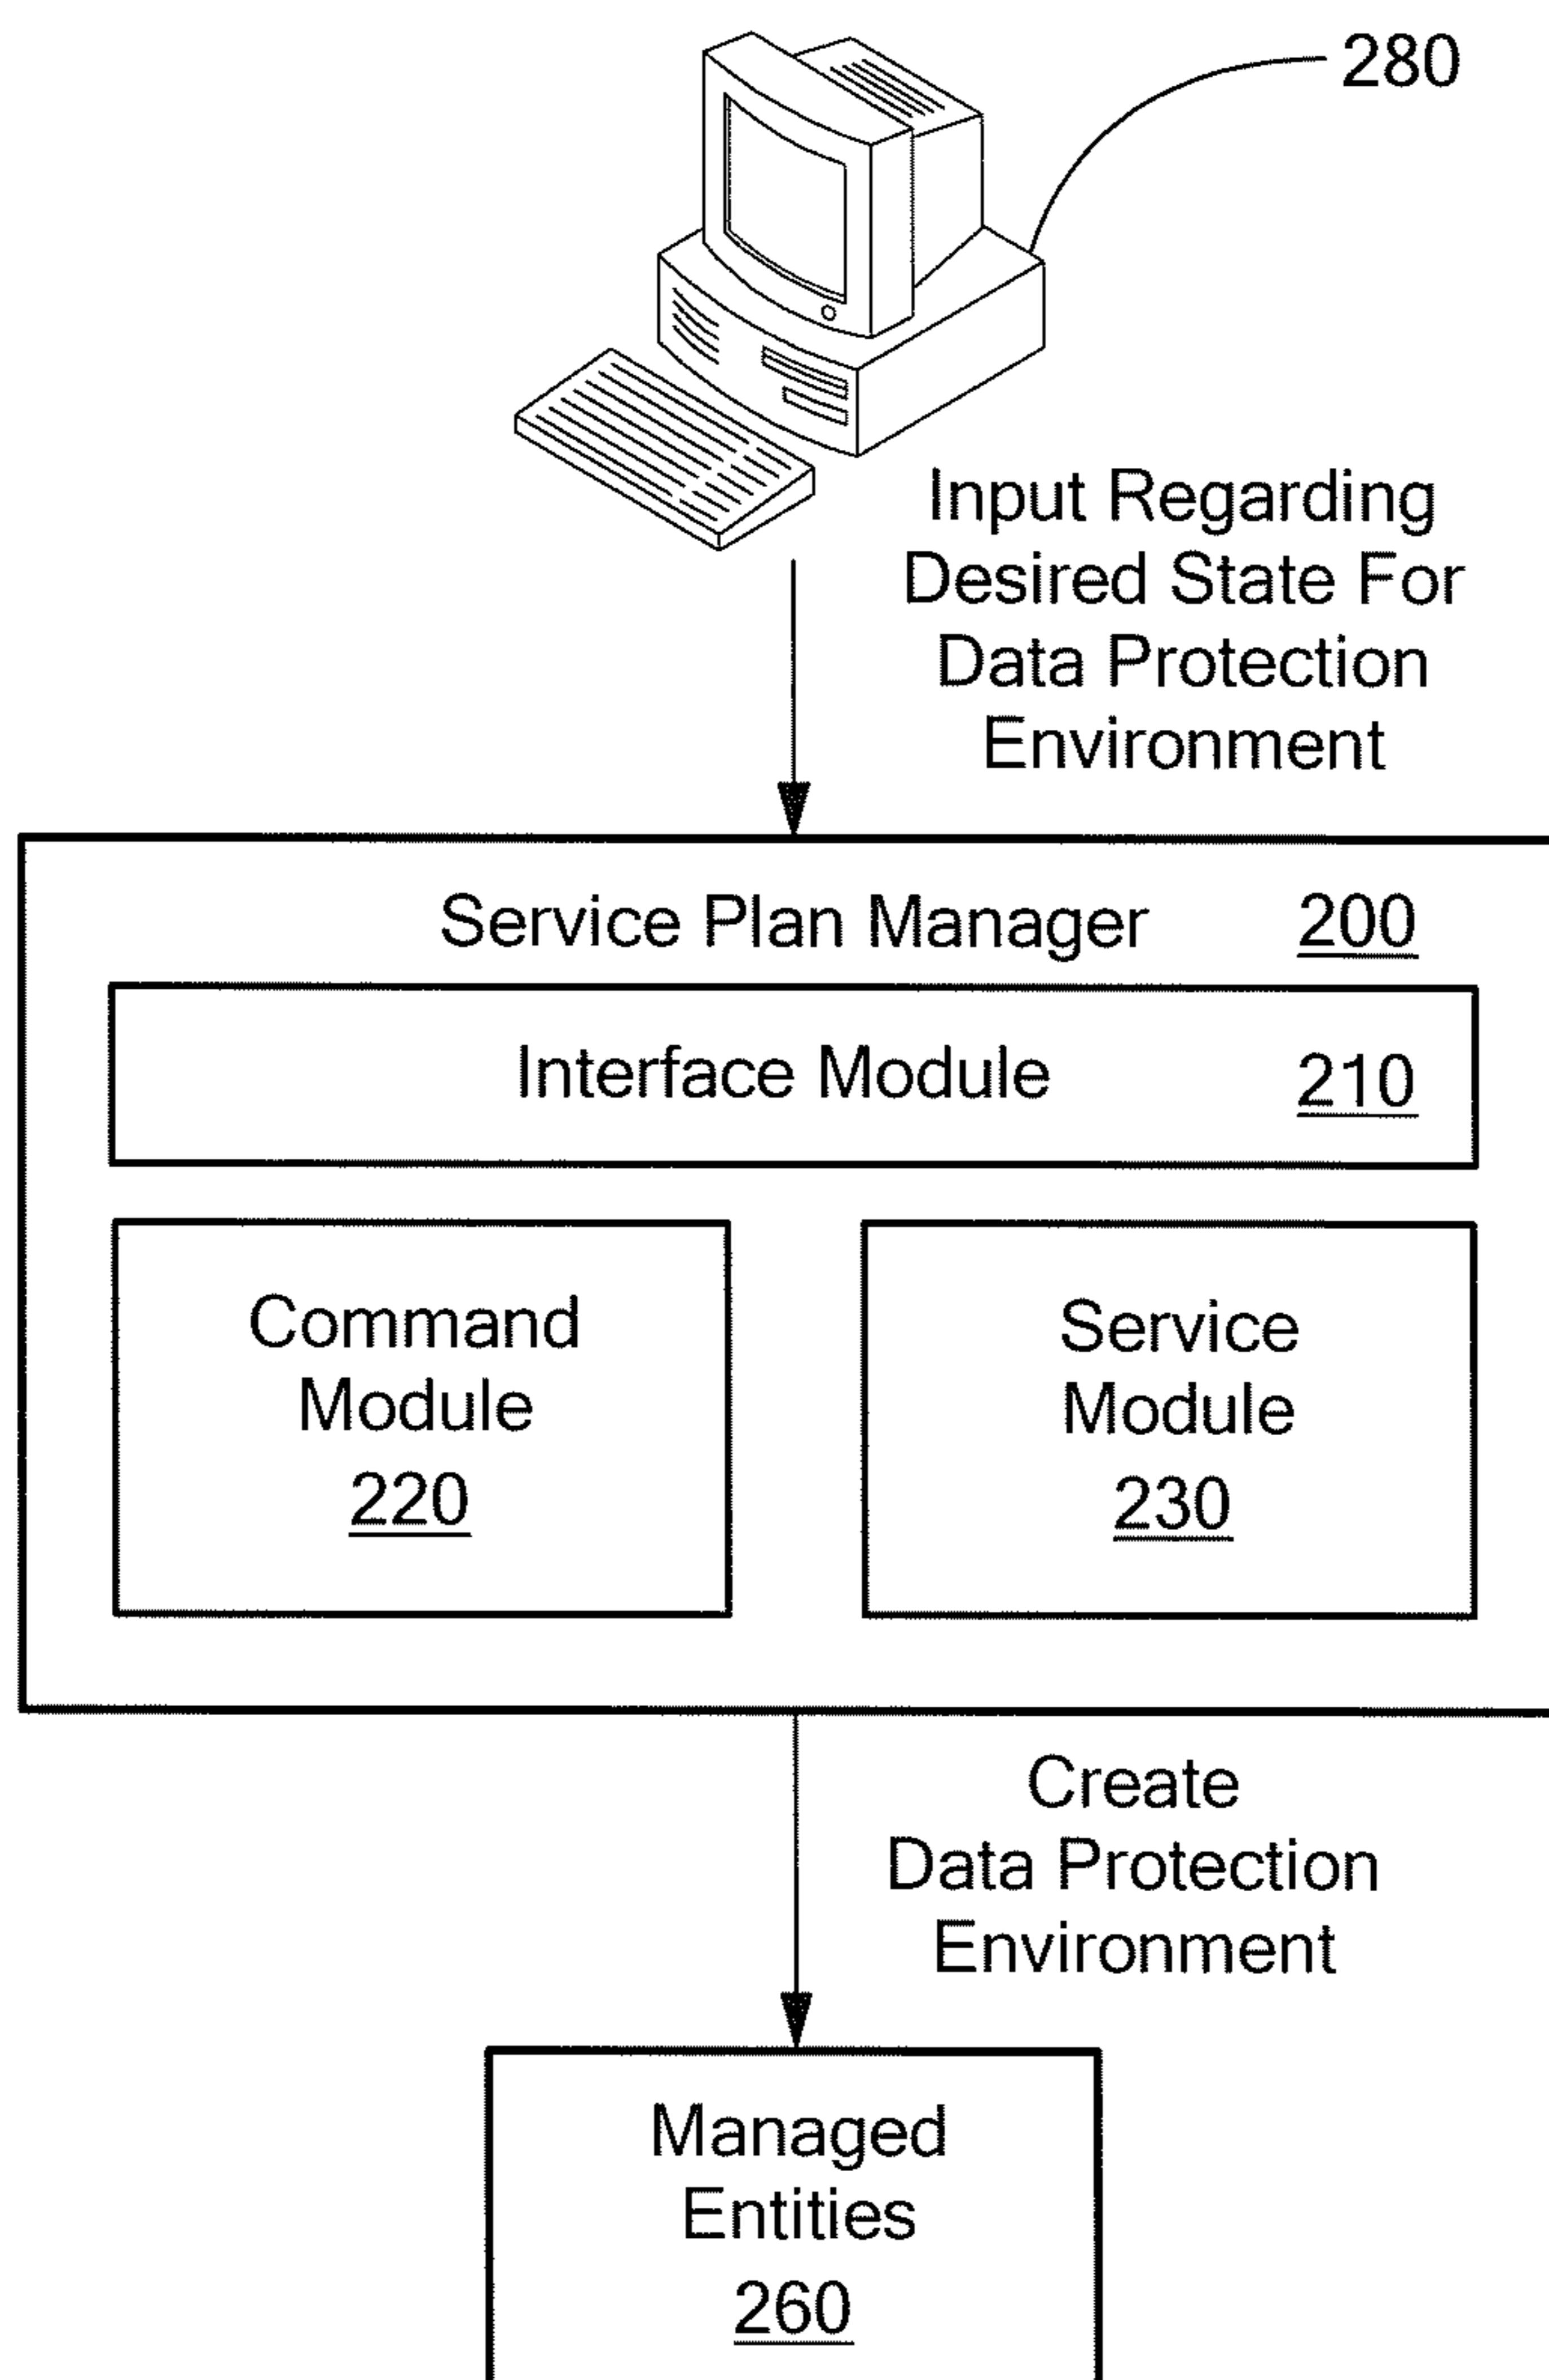 280
Input Regarding
Desired State For
Data Protection
Environment
Service Plan Manager 200
Interface Module 210
Command
Module
220
Service
Module
230
Create
Data Protection
Environment
Managed
Entities
260